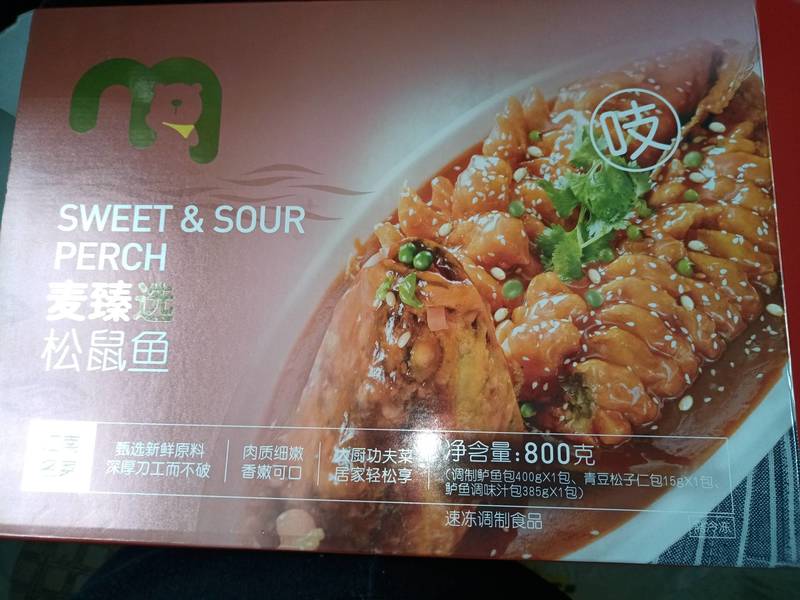 吱
SWEET & SOUR
PERCH
麦臻选
松鼠鱼
甄选新鲜原料
深厚刀工而不破
肉质细嫩
香嫩可口
大厨功夫菜
居家轻松享
净含量:800克
(调制鲈鱼包400gX1包、青豆松子仁包15gX1包、
鲈鱼调味汁包385gX1包)
速冻调制食品